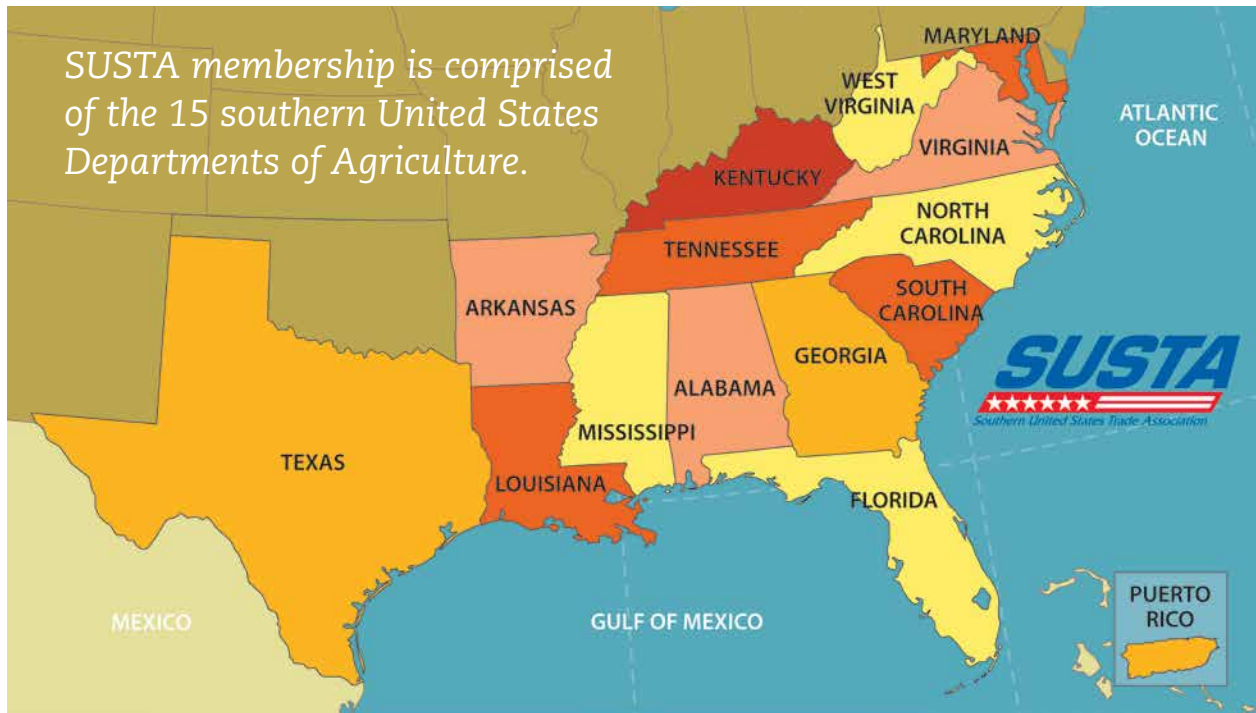 SUSTA membership is comprised
of the 15 southern United States
Departments of Agriculture.
MARYLAND
WEST
VIRGINIA
ATLANTIC
OCEAN
VIRGINIA
KENTUCKY
NORTH
CAROLINA
TENNESSEE
SOUTH
CAROLINA
ARKANSAS
GEORGIA
ALABAMA
SUSTA
Southern United States Trade Association
MISSISSIPPI
TEXAS
LOUISIANA
FLORIDA
PUERTO
RICO
MEXICO
GULF OF MEXICO